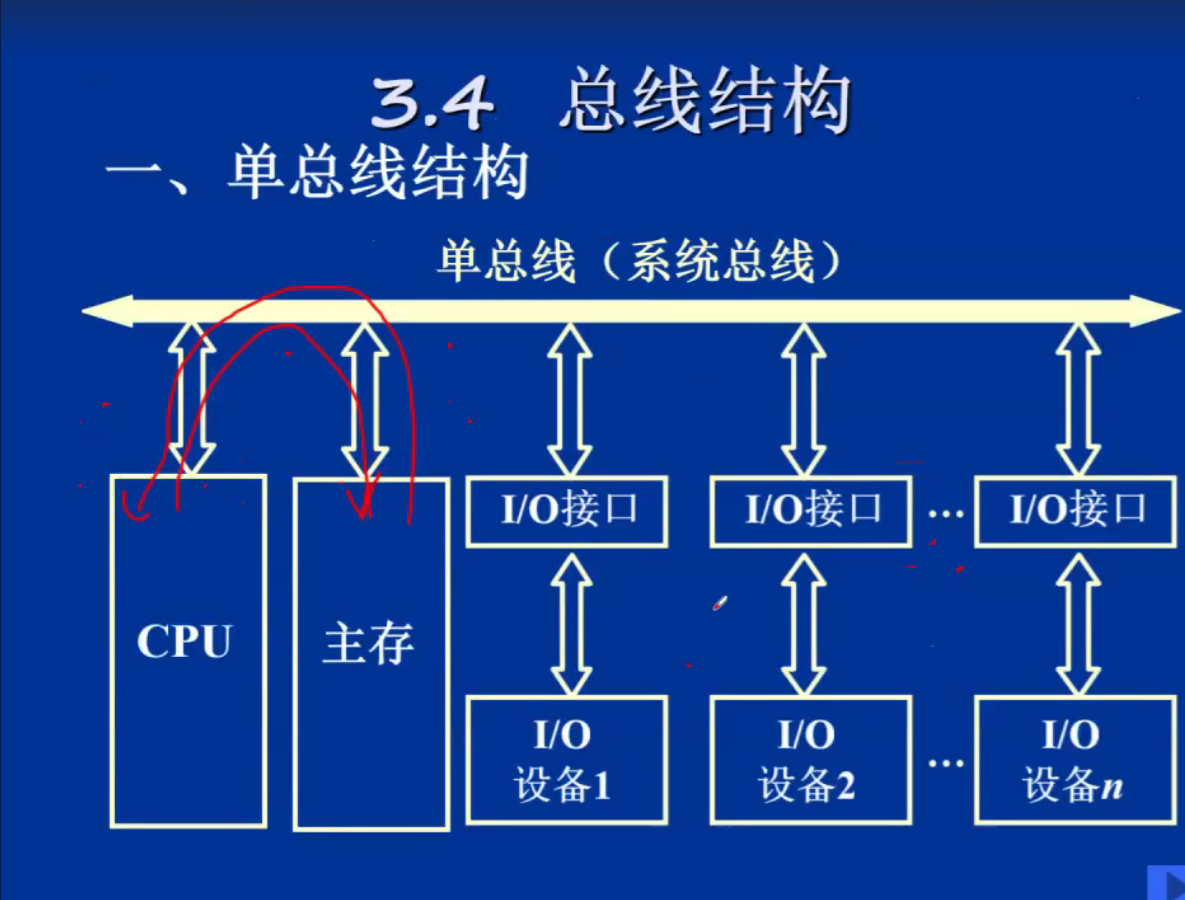 3.4 总线结构
一、单总线结构
单总线（系统总线）
I/O接口 I/O接口 … I/O接口
CPU 主存
I/O I/O I/O
设备1 设备2 … 设备n